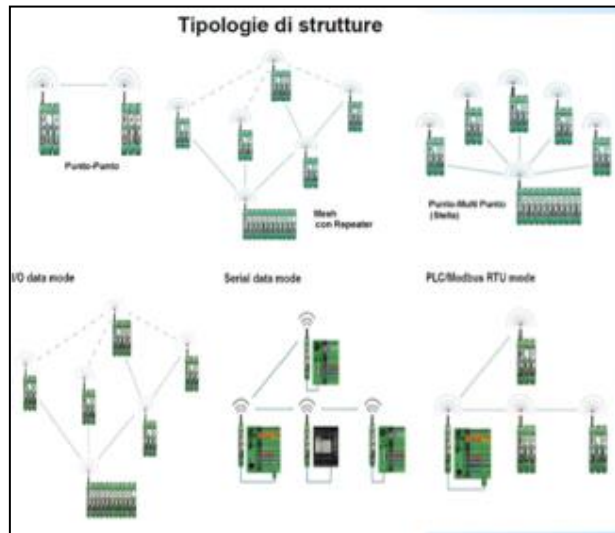 Tipologie di strutture
Punto-Punto
Mesh
con Repeater
Punto-Multi Punto
(Stella)
I/O data mode
Serial data mode
PLC/Modbus RTU mode